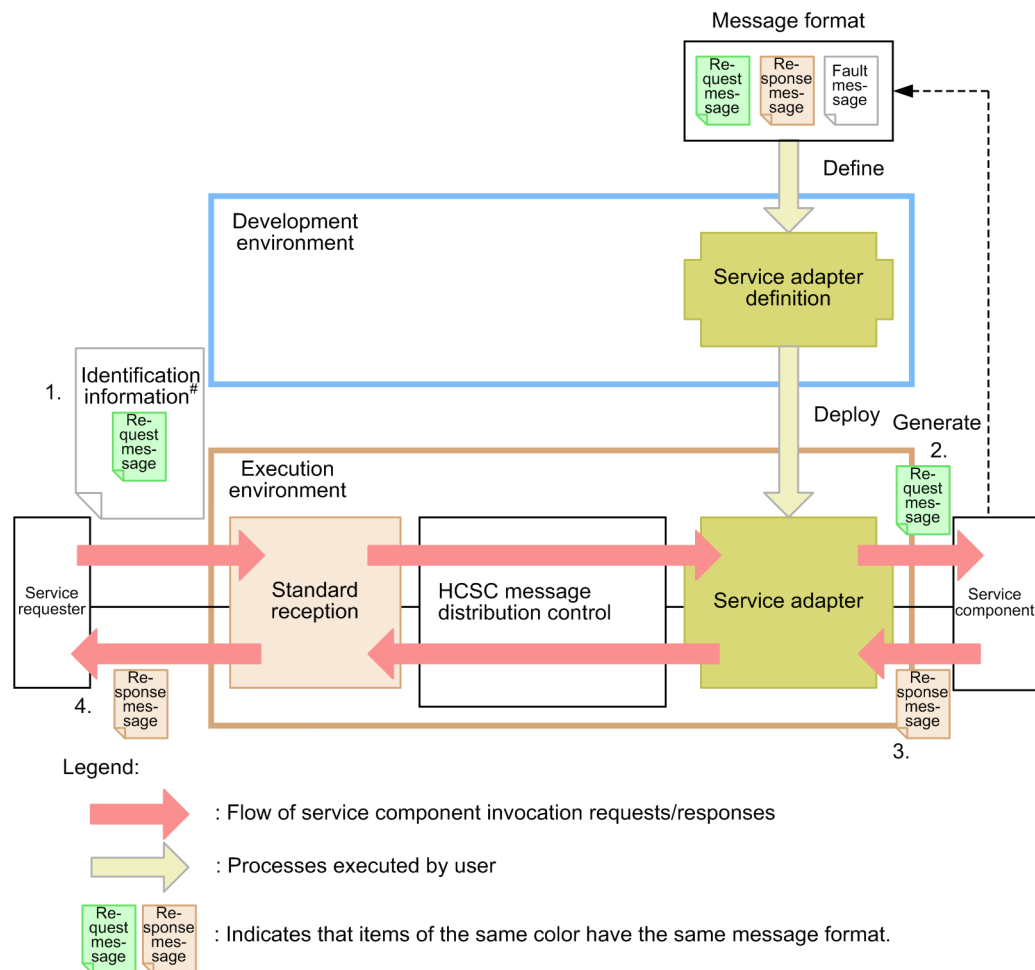 Message format
Re-
quest
mes-
sage
Re-
sponse
mes-
sage
Fault
mes-
sage
Define
Development
environment
Service adapter
definition
1.
Identification
information#
Re-
quest
mes-
sage
Deploy
Generate
2.
Execution
environment
Re-
quest
mes-
sage
Service
requester
Standard
reception
HCSC message
distribution control
Service adapter
Service
component
4.
Re-
sponse
mes-
sage
Re-
sponse
mes-
sage
3.
Legend:
: Flow of service component invocation requests/responses
: Processes executed by user
Re-
quest
mes-
sage
Re-
sponse
mes-
sage
: Indicates that items of the same color have the same message format.